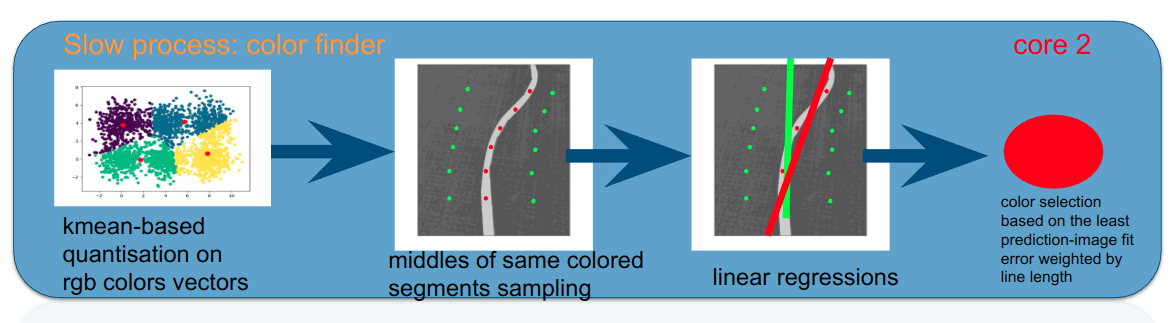 Slow process: color finder
core 2
kmean-based
quantisation on
rgb colors vectors
middles of same colored
segments sampling
linear regressions
color selection
based on the least
prediction-image fit
error weighted by
line length